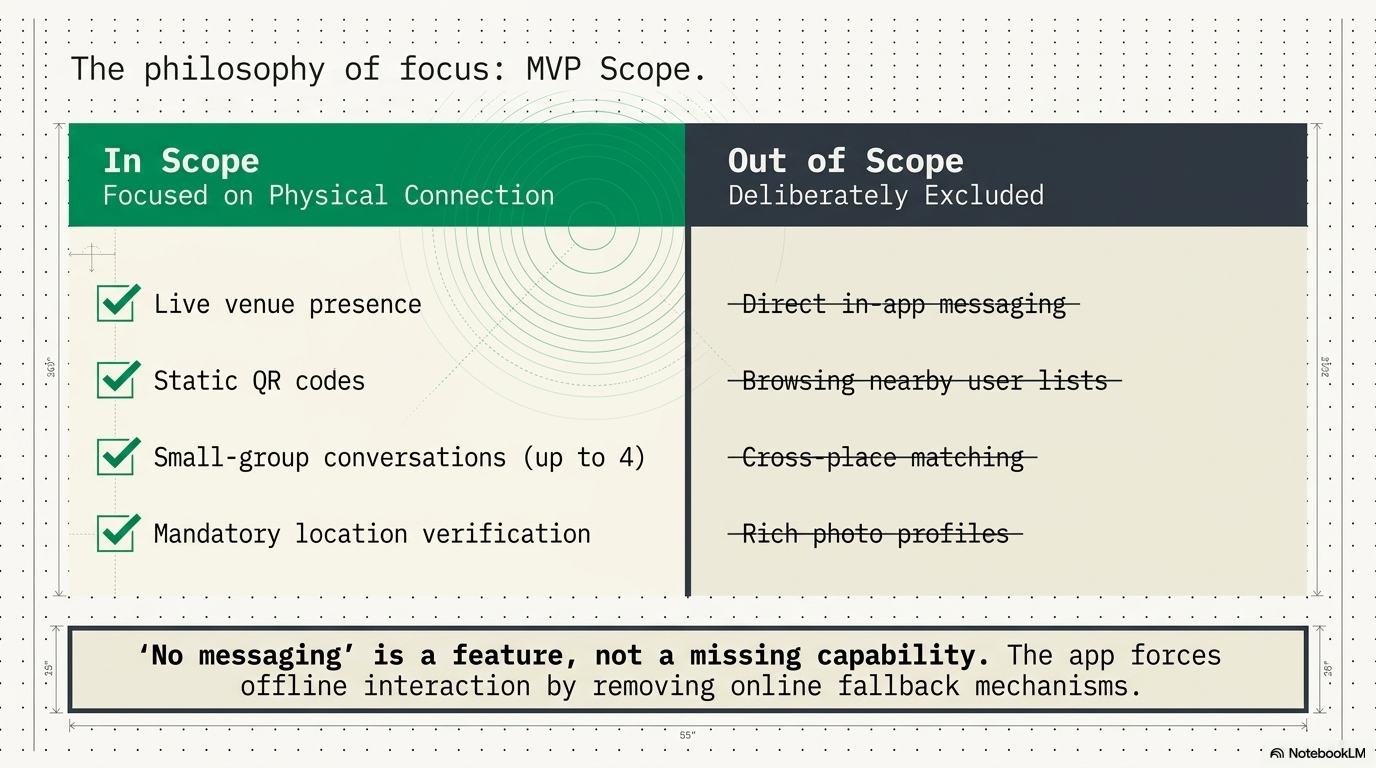 The philosophy of focus: MVP Scope.
In Scope
Focused on Physical Connection
Out of Scope
Deliberately Excluded
Live venue presence
Static QR codes
Small-group conversations (up to 4)
Mandatory location verification
Direct in-app messaging
Browsing nearby user lists
Cross-place matching
Rich photo profiles
‘No messaging’ is a feature, not a missing capability. The app forces
offline interaction by removing online fallback mechanisms.
55"
NotebookLM